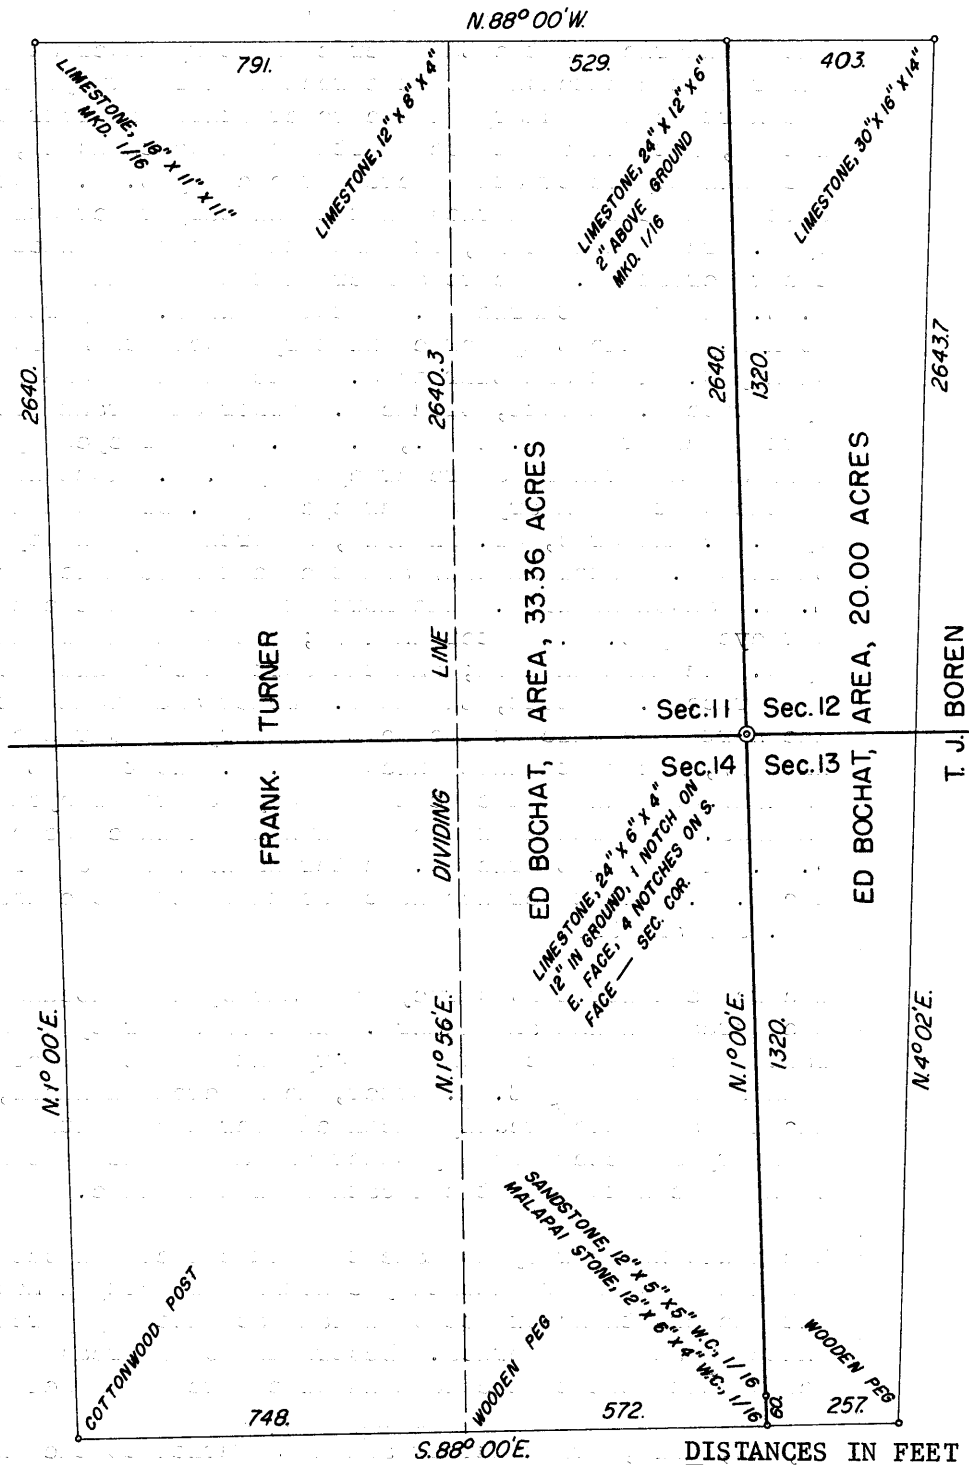 N. 88° 00' W.
791.
529.
403.
LIMESTONE, 18" X 11" X 11"
MKD. 1/16
LIMESTONE, 12" X 8" X 4"
LIMESTONE, 24" X 12" X 6"
2" ABOVE GROUND
MKD. 1/16
LIMESTONE, 30" X 16" X 14"
2640.
2640.3
2640.
1320.
2643.7
FRANK. TURNER
DIVIDING LINE
ED BOCHAT, AREA, 33.36 ACRES
ED BOCHAT, AREA, 20.00 ACRES
T. J. BOREN
Sec. 11
Sec. 12
Sec. 14
Sec. 13
LIMESTONE, 24" X 6" X 4"
12" IN GROUND, 1 NOTCH ON
E. FACE, 4 NOTCHES ON S.
FACE — SEC. COR.
N. 1° 00' E.
N. 1° 56' E.
N. 1° 00' E.
1320.
N. 4° 02' E.
SANDSTONE, 12" X 5" X 5" W.C., 1/16
MALAPAI STONE, 12" X 6" X 4" W.C., 1/16
COTTONWOOD POST
WOODEN PEG
WOODEN PEG
748.
572.
60.
257.
S. 88° 00' E.
DISTANCES IN FEET